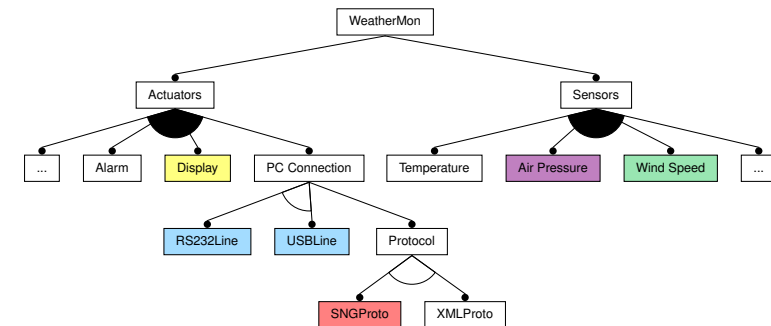 WeatherMon
Actuators
Sensors
...
Alarm
Display
PC Connection
Temperature
Air Pressure
Wind Speed
...
RS232Line
USBLine
Protocol
SNGProto
XMLProto